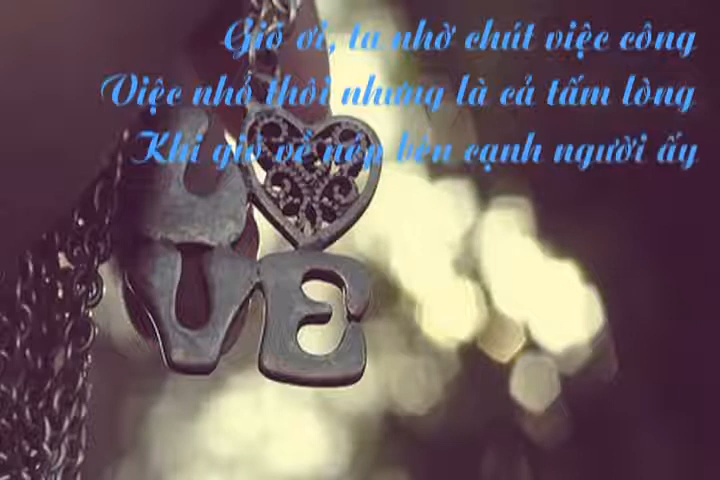 Gió ơi, ta nhờ chút việc công
Việc nhỏ thôi nhưng là cả tấm lòng
Khi gió về nép bên cạnh người ấy
L VE